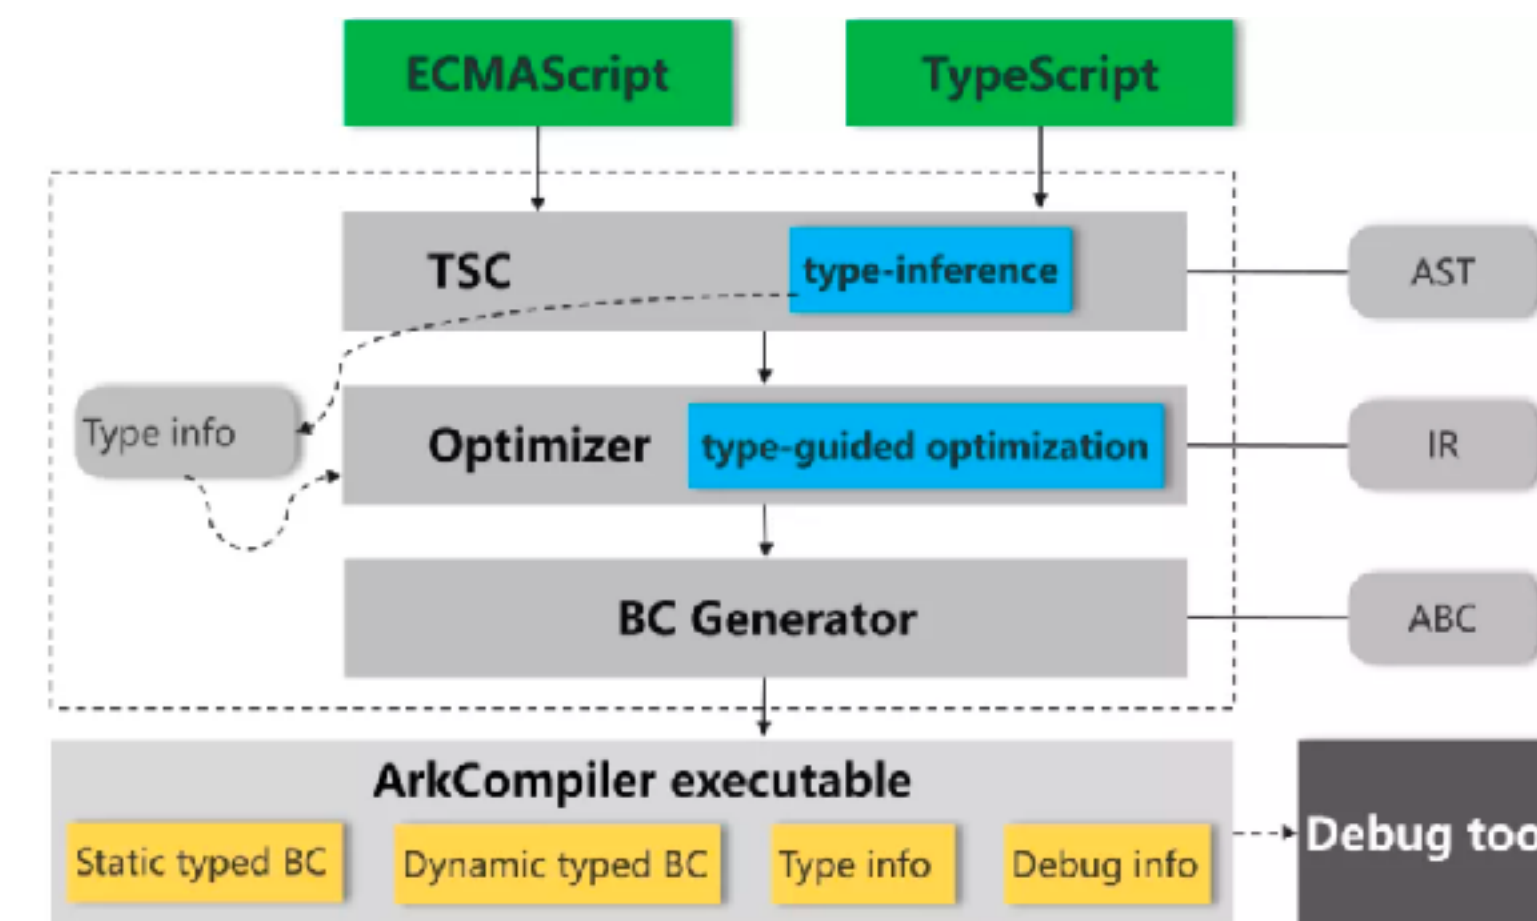 ECMAScript
TypeScript
TSC
type-inference
AST
Type info
Optimizer
type-guided optimization
IR
BC Generator
ABC
ArkCompiler executable
Static typed BC
Dynamic typed BC
Type info
Debug info
Debug